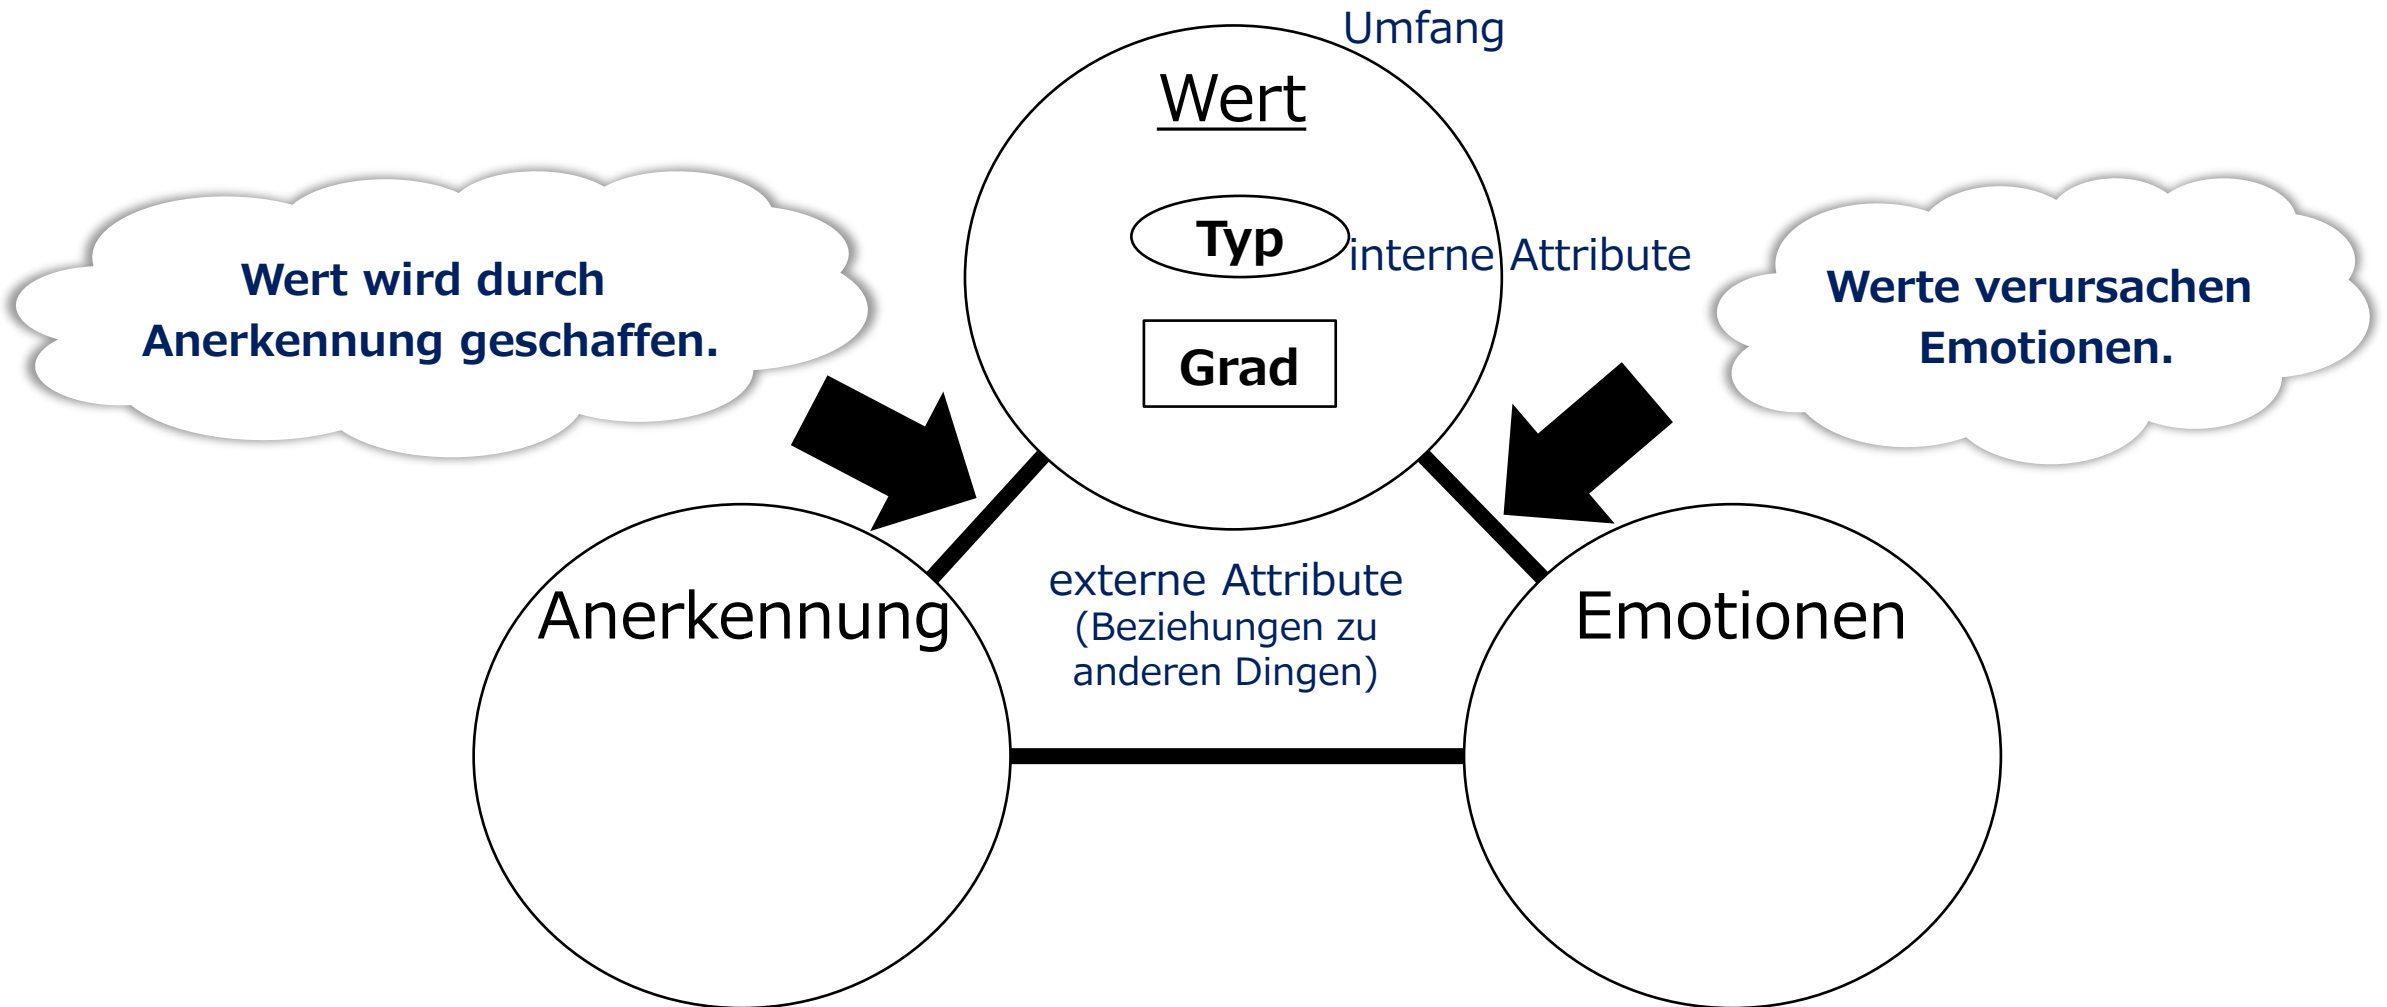 Umfang
Wert
Typ
interne Attribute
Grad
Wert wird durch
Anerkennung geschaffen.
Werte verursachen
Emotionen.
Anerkennung
externe Attribute
(Beziehungen zu
anderen Dingen)
Emotionen